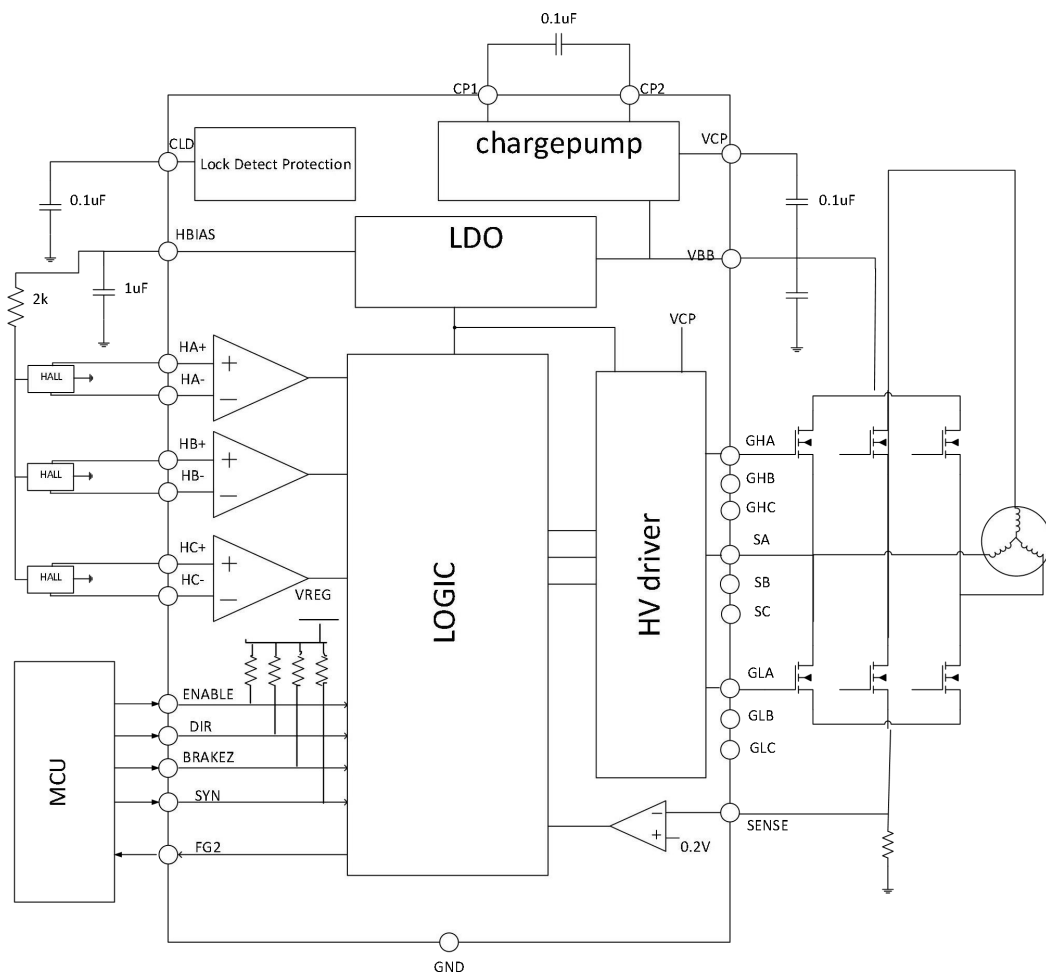 0.1uF
CP1
CP2
chargepump
CLD
Lock Detect Protection
VCP
0.1uF
0.1uF
HBIAS
LDO
VBB
2k
1uF
VCP
HA+
HALL
HA-
HB+
HALL
HB-
HC+
HALL
HC-
VREG
LOGIC
HV driver
GHA
GHB
GHC
SA
SB
SC
GLA
GLB
GLC
MCU
ENABLE
DIR
BRAKEZ
SYN
FG2
SENSE
0.2V
GND
+
−
+
−
+
−
−
+